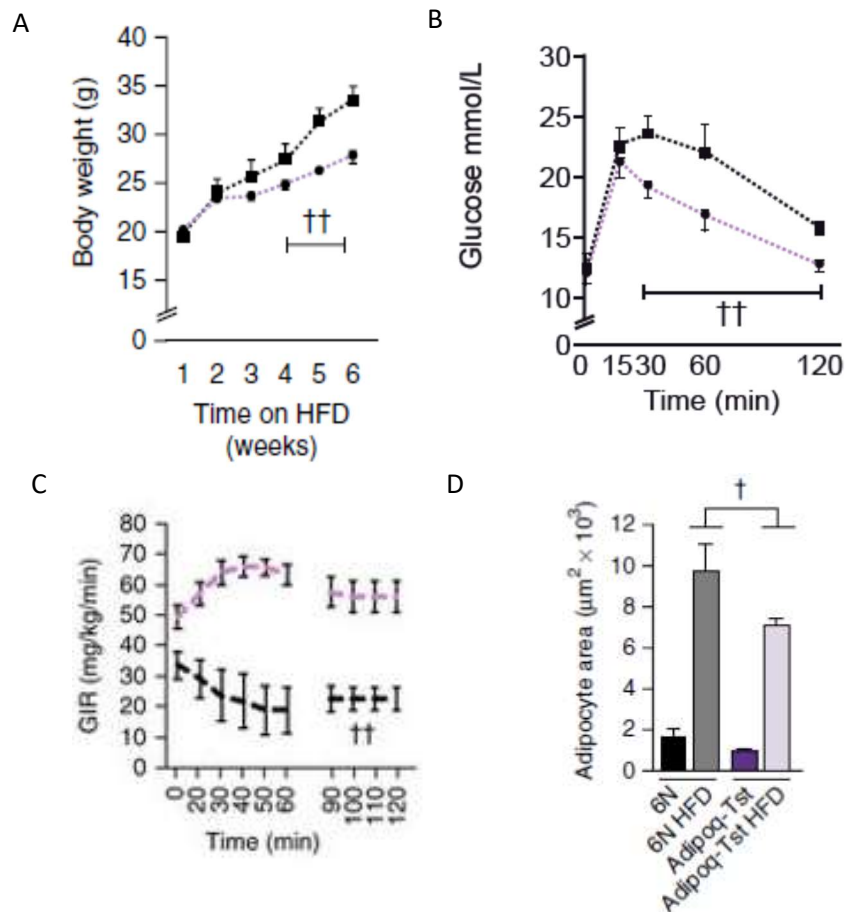 A
Body weight (g)
40
35
30
25
20
15
0
††
1 2 3 4 5 6
Time on HFD
(weeks)
B
Glucose mmol/L
30
25
20
15
10
0
††
0 15 30 60 120
Time (min)
C
GIR (mg/kg/min)
80
70
60
50
40
30
20
10
0
††
0 20 30 40 50 60 90 100 110 120
Time (min)
D
†
Adipocyte area (µm² × 10³)
12
10
8
6
4
2
0
6N
6N HFD
Adipoq-Tst
Adipoq-Tst HFD